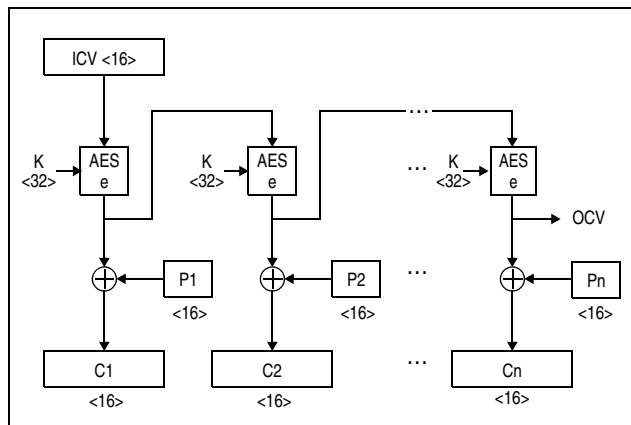 ICV <16>
...
K
<32>
AES
e
K
<32>
AES
e
...
K
<32>
AES
e
OCV
P1
<16>
P2
<16>
...
Pn
<16>
C1
<16>
C2
<16>
...
Cn
<16>